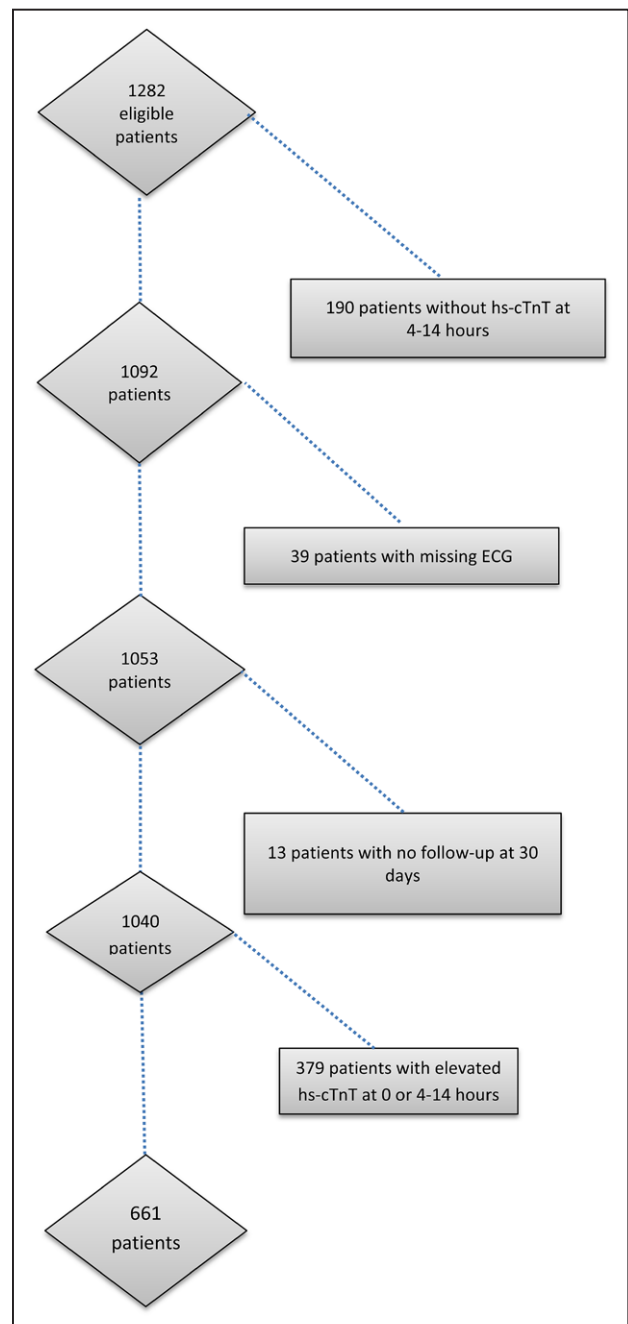 1282
eligible
patients
190 patients without hs-cTnT at
4-14 hours
1092
patients
39 patients with missing ECG
1053
patients
13 patients with no follow-up at 30
days
1040
patients
379 patients with elevated
hs-cTnT at 0 or 4-14 hours
661
patients